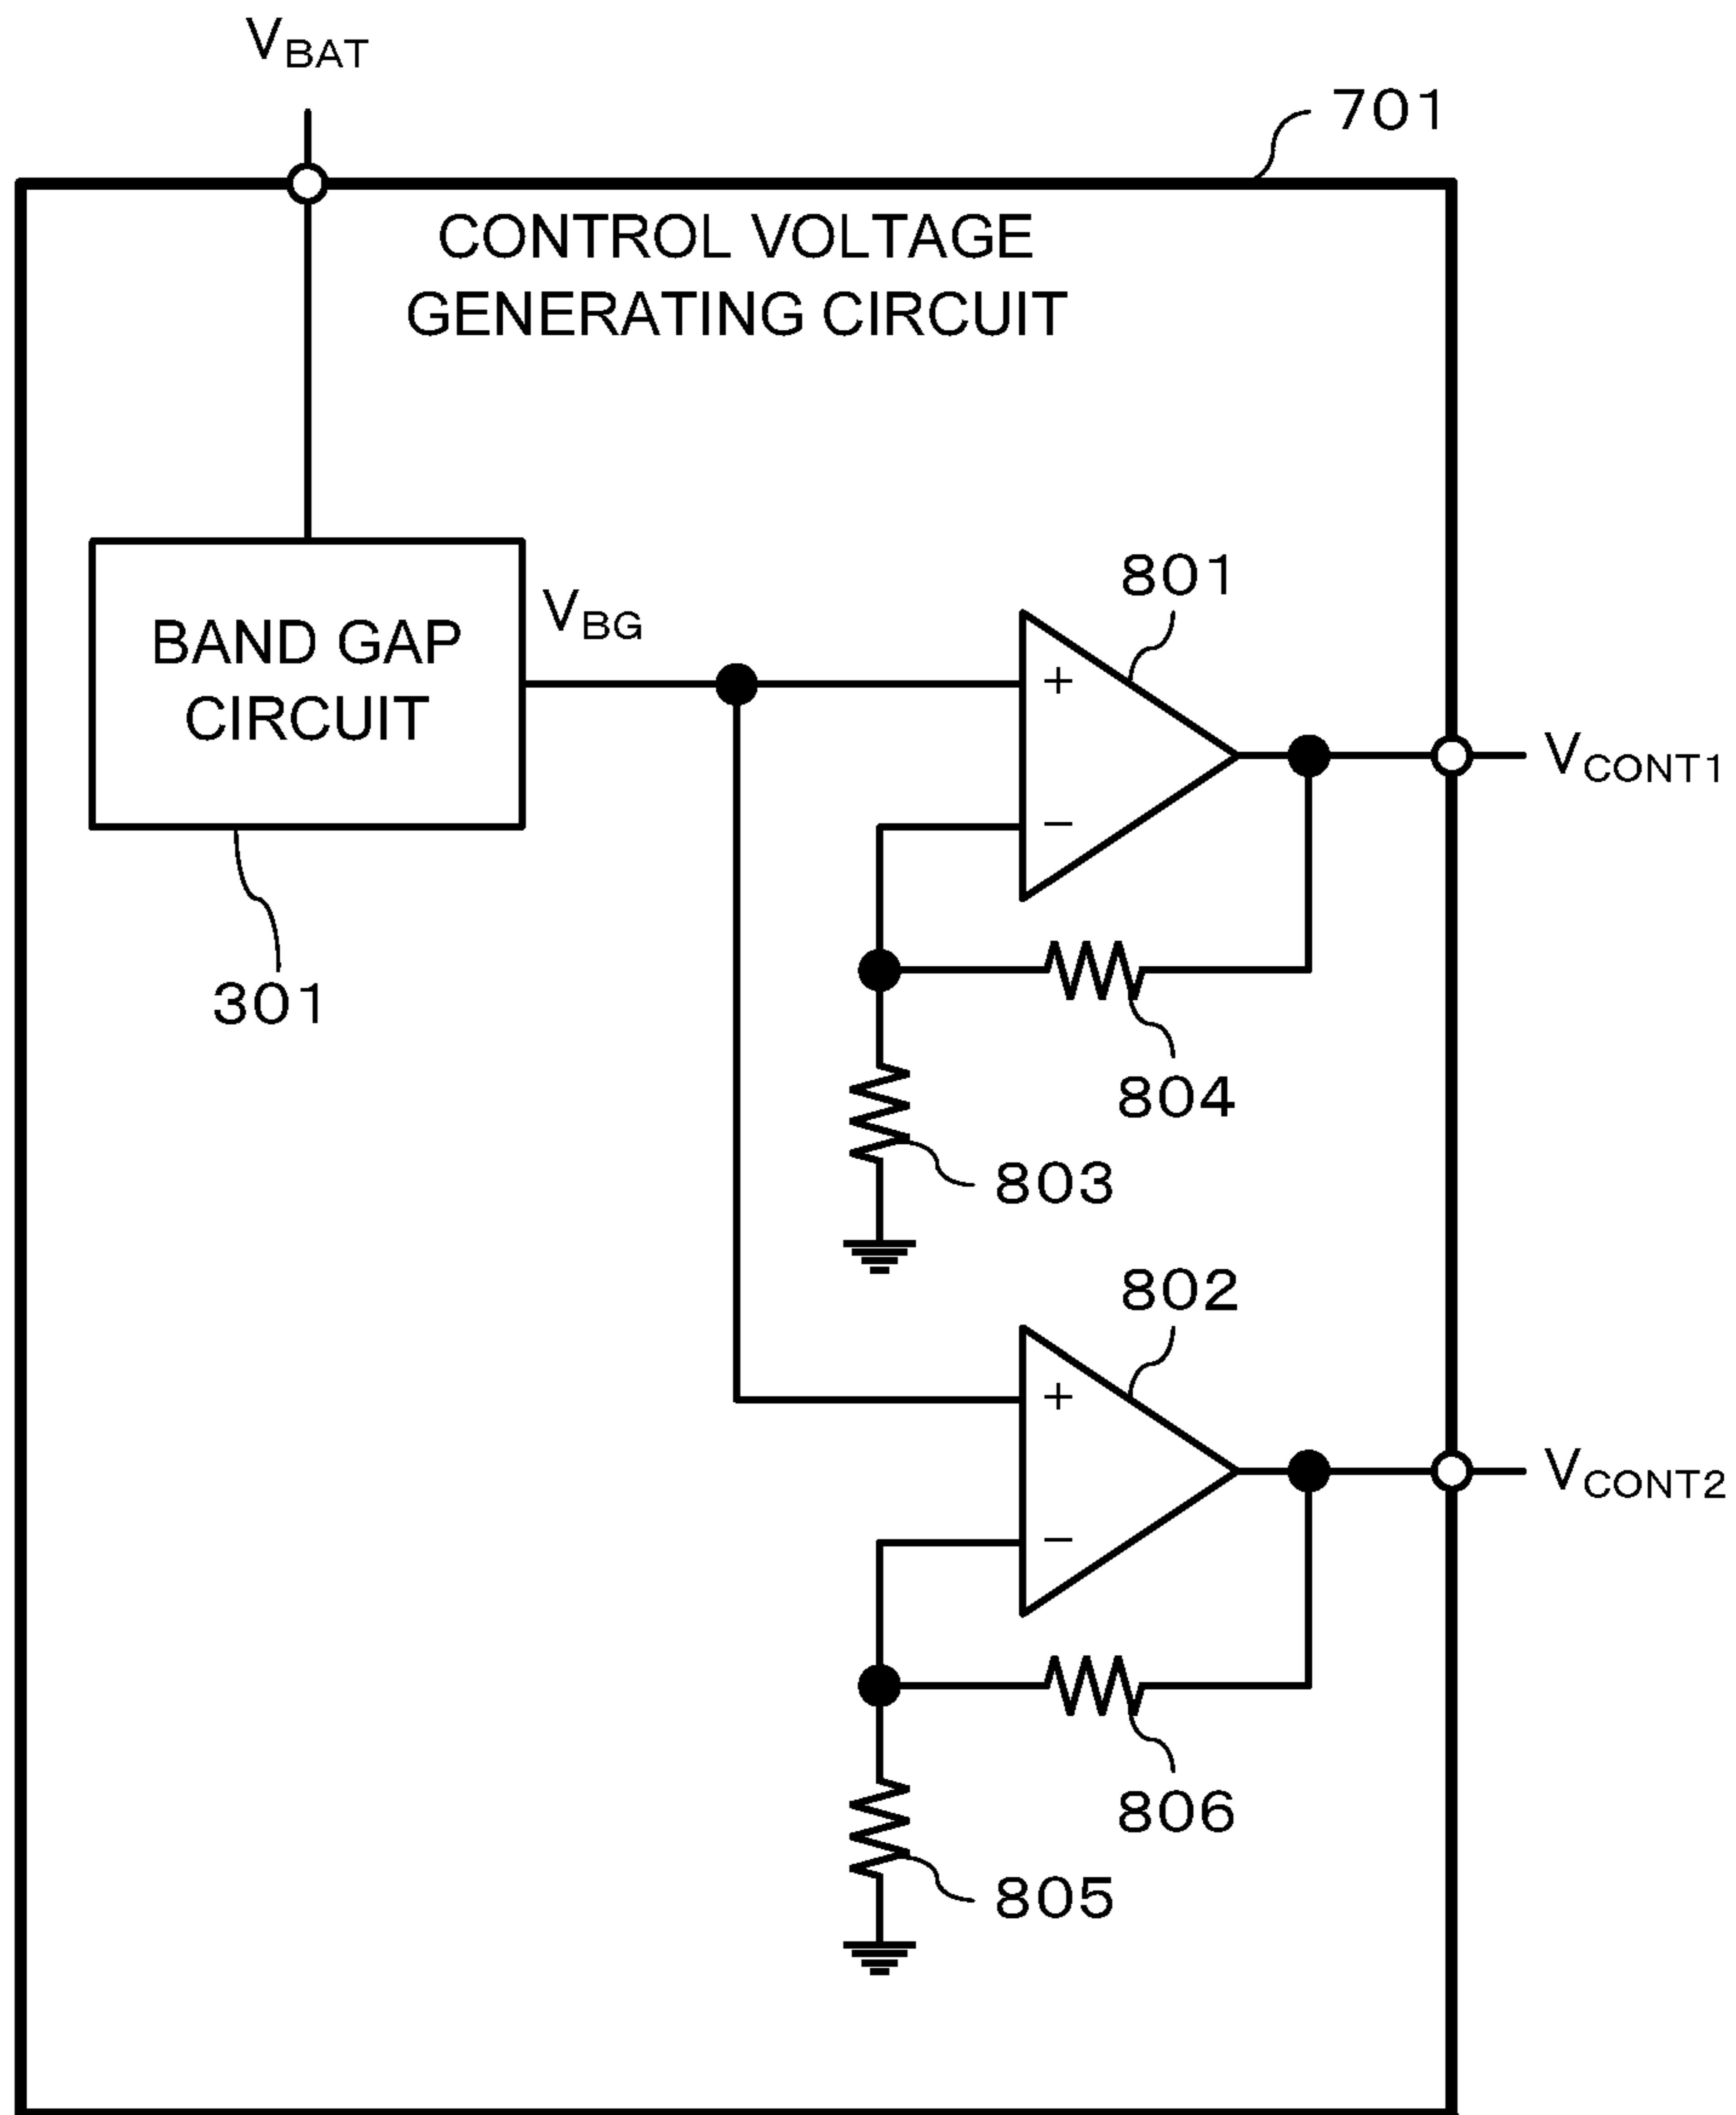 VBAT
701
CONTROL VOLTAGE
GENERATING CIRCUIT
BAND GAP
CIRCUIT
VBG
301
801
+
−
VCONT1
804
803
802
+
−
VCONT2
806
805